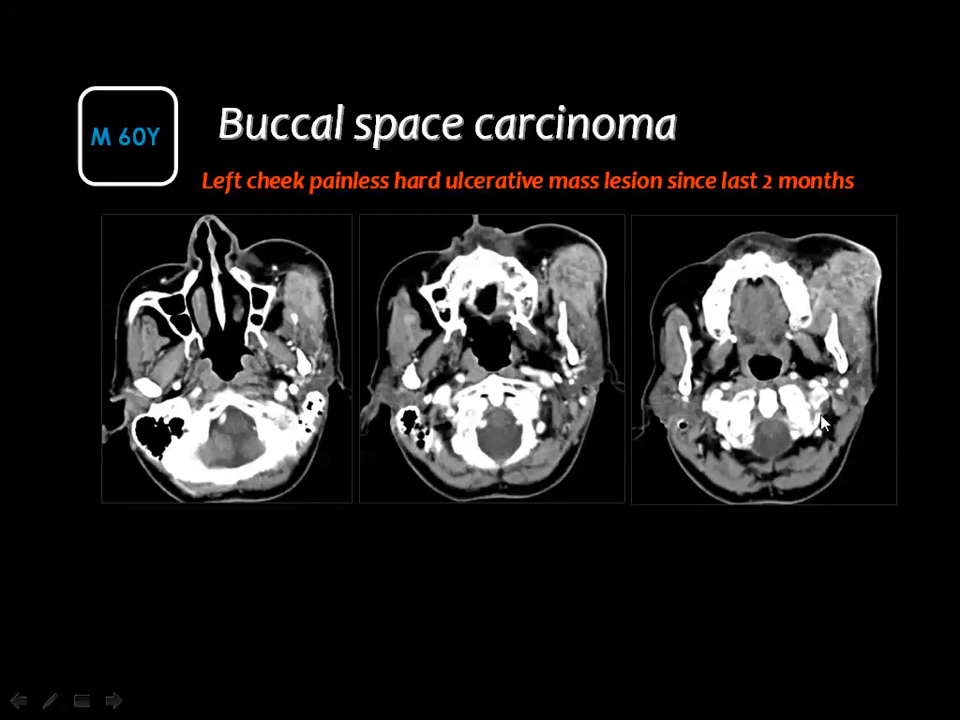 M 60Y
Buccal space carcinoma
Left cheek painless hard ulcerative mass lesion since last 2 months